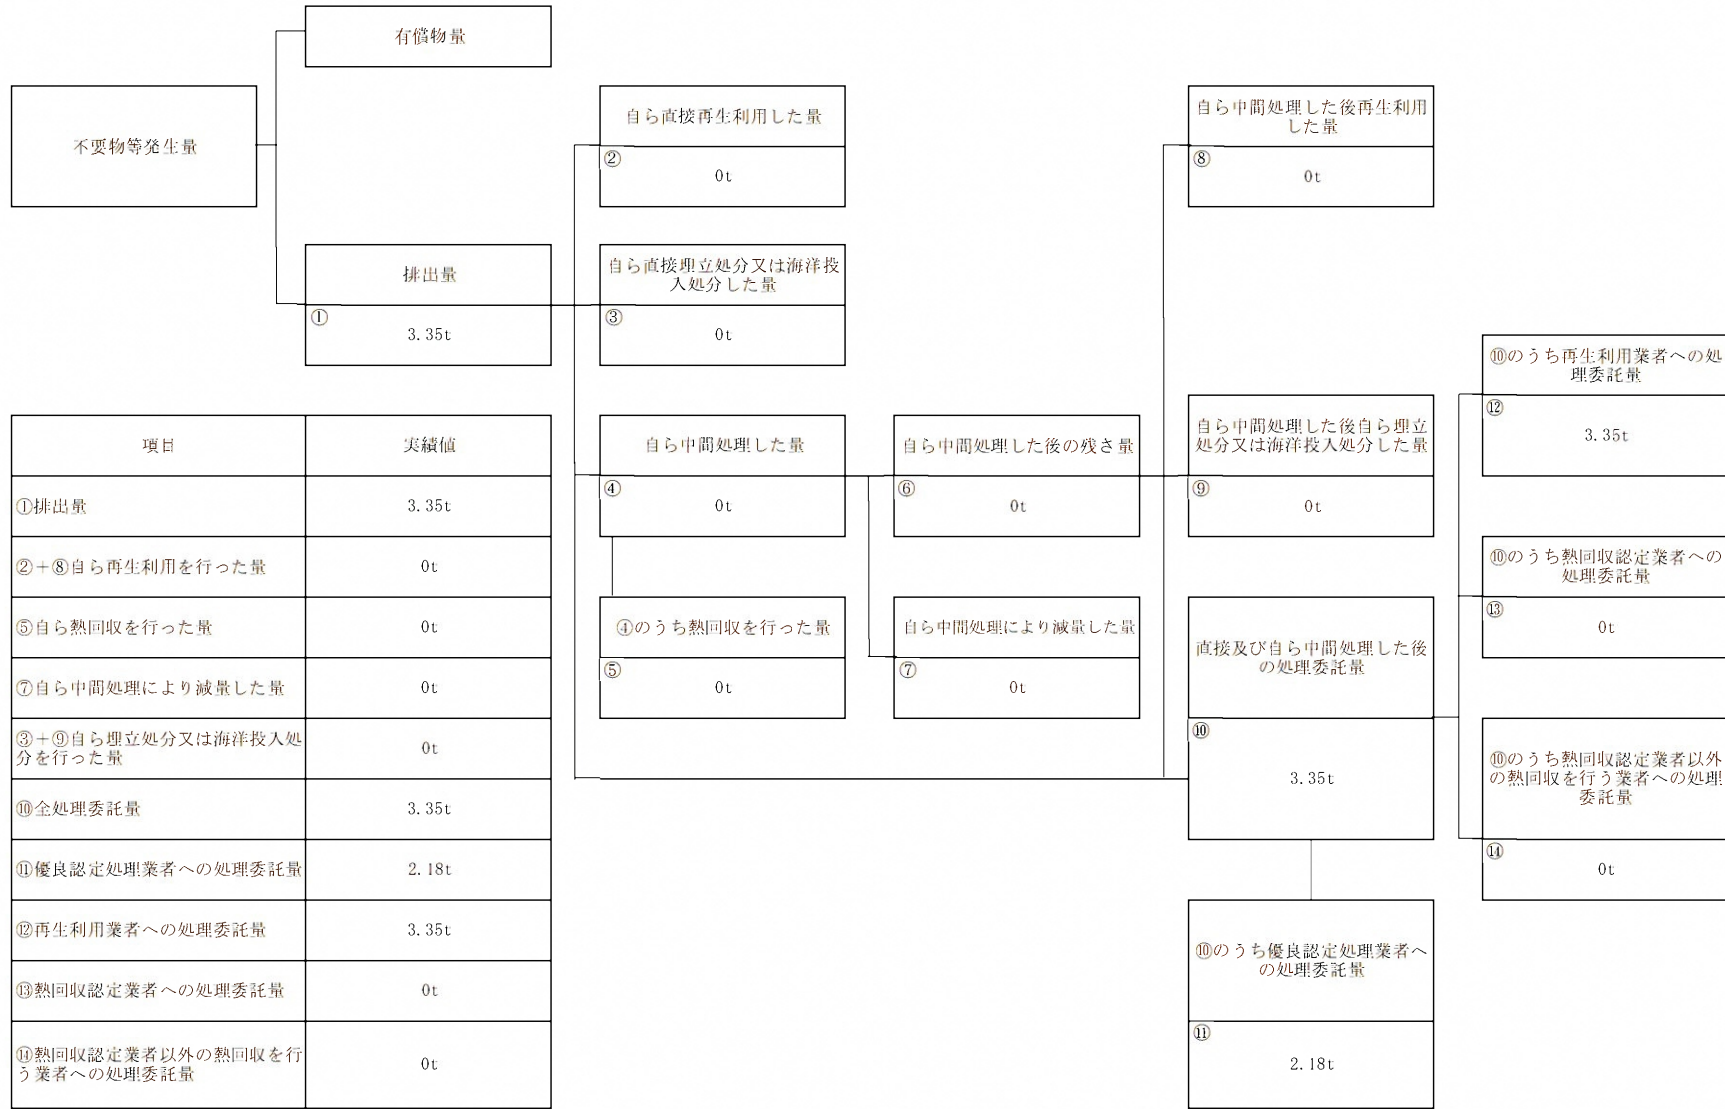 有償物量
不要物等発生量
自ら直接再生利用した量
②
0t
自ら中間処理した後再生利用
した量
⑧
0t
排出量
①
3.35t
自ら直接埋立処分又は海洋投
入処分した量
③
0t
⑩のうち再生利用業者への処
理委託量
⑫
3.35t
自ら中間処理した量
④
0t
自ら中間処理した後の残さ量
⑥
0t
自ら中間処理した後自ら埋立
処分又は海洋投入処分した量
⑨
0t
⑩のうち熱回収認定業者への
処理委託量
⑬
0t
④のうち熱回収を行った量
⑤
0t
自ら中間処理により減量した量
⑦
0t
直接及び自ら中間処理した後
の処理委託量
⑩
3.35t
⑩のうち熱回収認定業者以外
の熱回収を行う業者への処理
委託量
⑭
0t
⑩のうち優良認定処理業者へ
の処理委託量
⑪
2.18t
項目
実績値
①排出量
3.35t
②+⑧自ら再生利用を行った量
0t
⑤自ら熱回収を行った量
0t
⑦自ら中間処理により減量した量
0t
③+⑨自ら埋立処分又は海洋投入処
分を行った量
0t
⑩全処理委託量
3.35t
⑪優良認定処理業者への処理委託量
2.18t
⑫再生利用業者への処理委託量
3.35t
⑬熱回収認定業者への処理委託量
0t
⑭熱回収認定業者以外の熱回収を行
う業者への処理委託量
0t